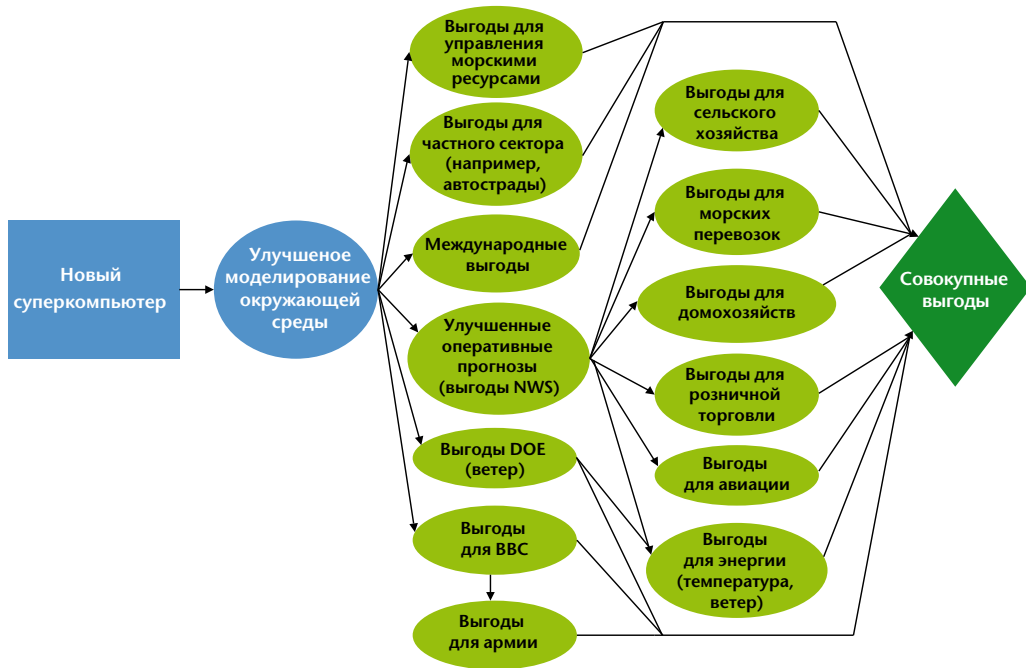 Новый
суперкомпьютер
Улучшеное
моделирование
окружающей
среды
Выгоды для
управления
морскими
ресурсами
Выгоды для
частного сектора
(например,
автострады)
Международные
выгоды
Улучшенные
оперативные
прогнозы
(выгоды NWS)
Выгоды DOE
(ветер)
Выгоды
для ВВС
Выгоды
для армии
Выгоды для
сельского
хозяйства
Выгоды для
морских
перевозок
Выгоды для
домохозяйств
Выгоды для
розничной
торговли
Выгоды
для авиации
Выгоды
для энергии
(температура,
ветер)
Совокупные
выгоды